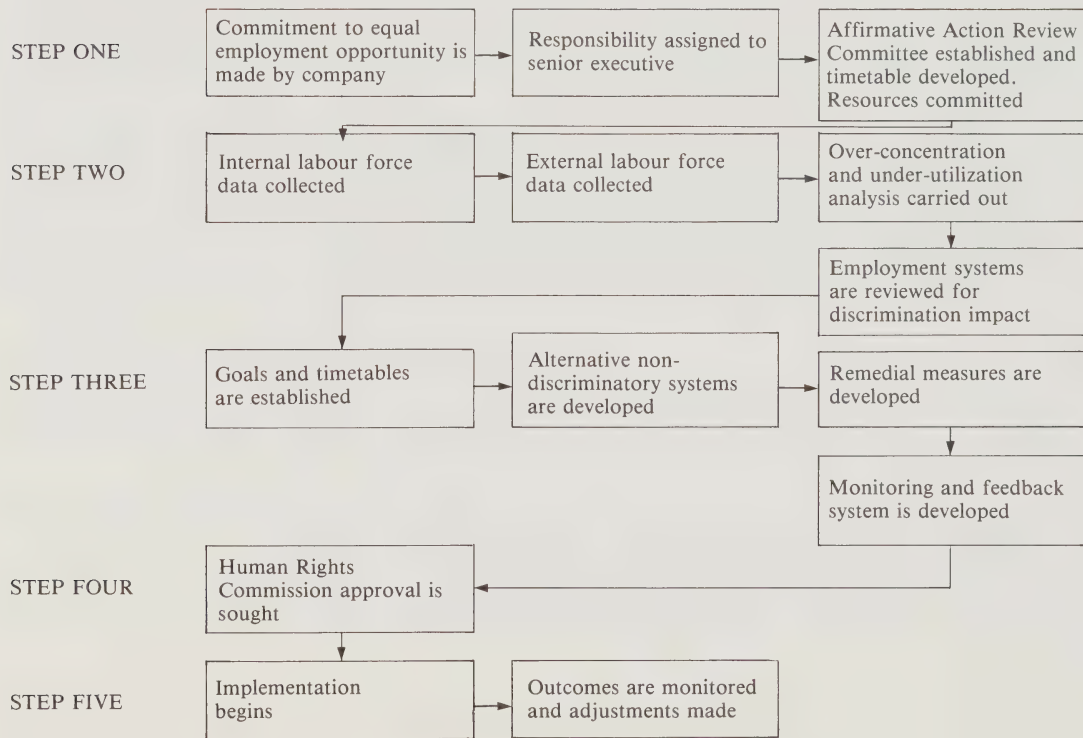 STEP ONE
Commitment to equal
employment opportunity is
made by company
Responsibility assigned to
senior executive
Affirmative Action Review
Committee established and
timetable developed.
Resources committed
STEP TWO
Internal labour force
data collected
External labour force
data collected
Over-concentration
and under-utilization
analysis carried out
Employment systems
are reviewed for
discrimination impact
STEP THREE
Goals and timetables
are established
Alternative non-
discriminatory systems
are developed
Remedial measures are
developed
Monitoring and feedback
system is developed
STEP FOUR
Human Rights
Commission approval is
sought
STEP FIVE
Implementation
begins
Outcomes are monitored
and adjustments made